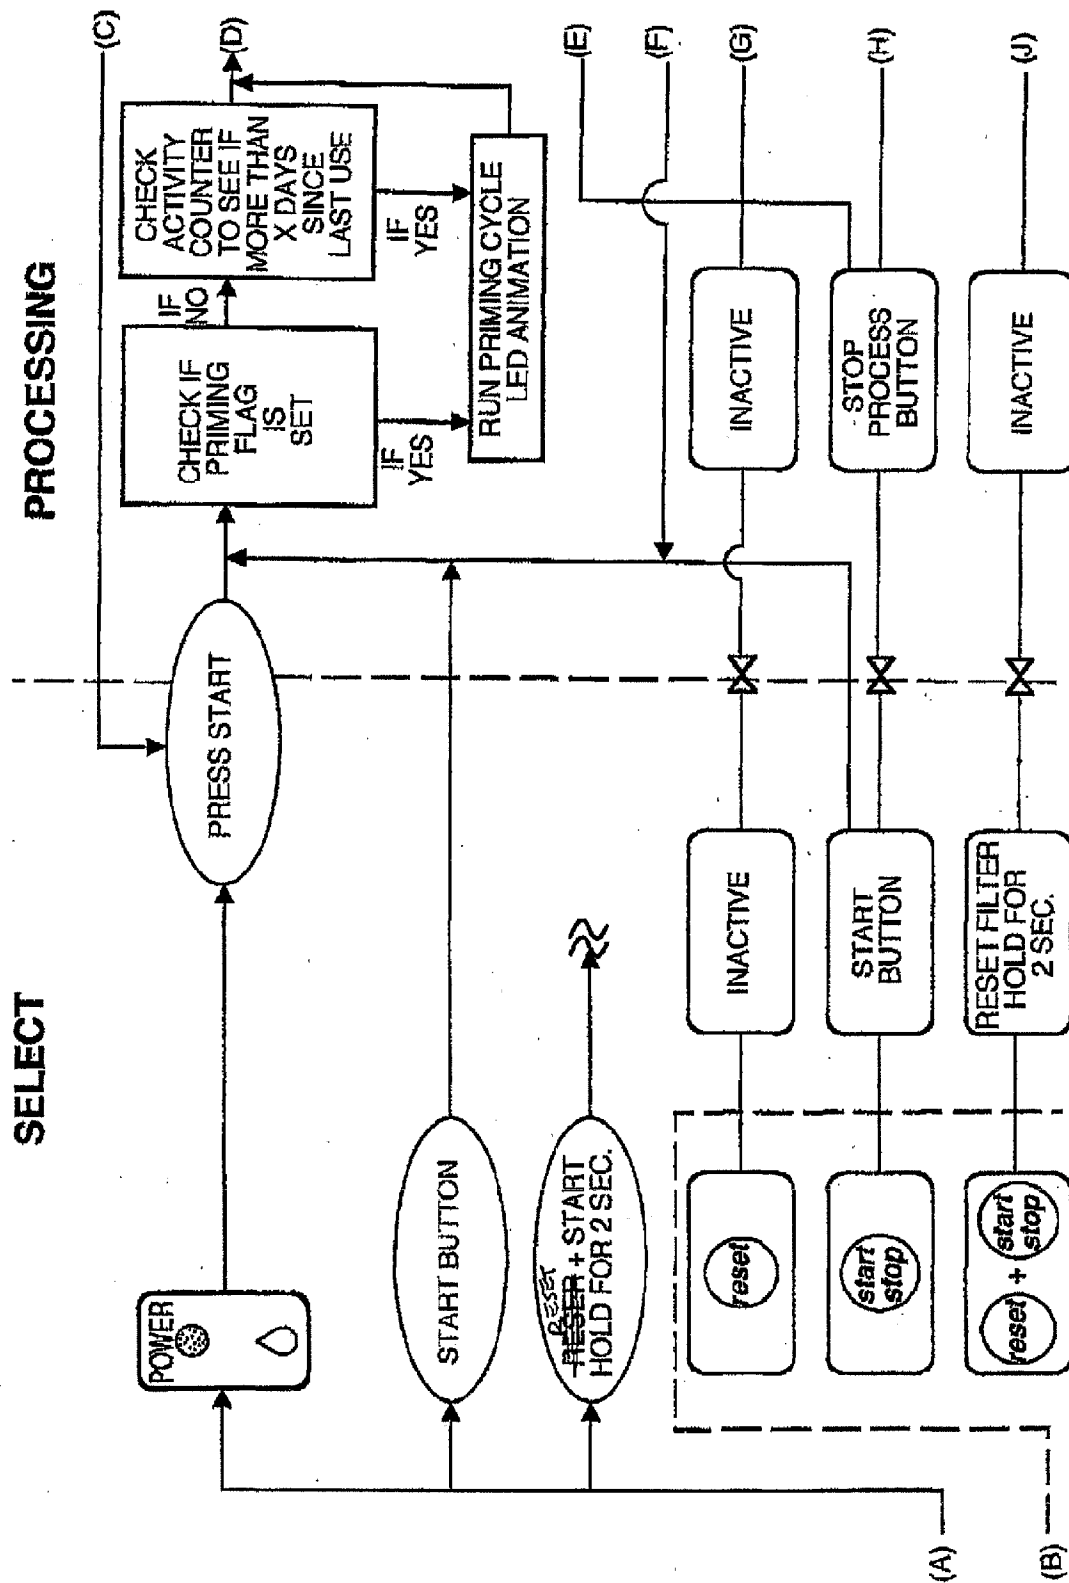 SELECT
PROCESSING
(C)
POWER
PRESS START
CHECK IF
PRIMING
FLAG
IS
SET
IF
NO
CHECK
ACTIVITY
COUNTER
TO SEE IF
MORE THAN
X DAYS
SINCE
LAST USE
(D)
IF
YES
IF
YES
RUN PRIMING CYCLE
LED ANIMATION
START BUTTON
RESET
RESER + START
HOLD FOR 2 SEC.
(E)
(F)
reset
INACTIVE
INACTIVE
(G)
start
stop
START
BUTTON
STOP
PROCESS
BUTTON
(H)
reset + start
stop
RESET FILTER
HOLD FOR
2 SEC.
INACTIVE
(J)
(A)
(B)